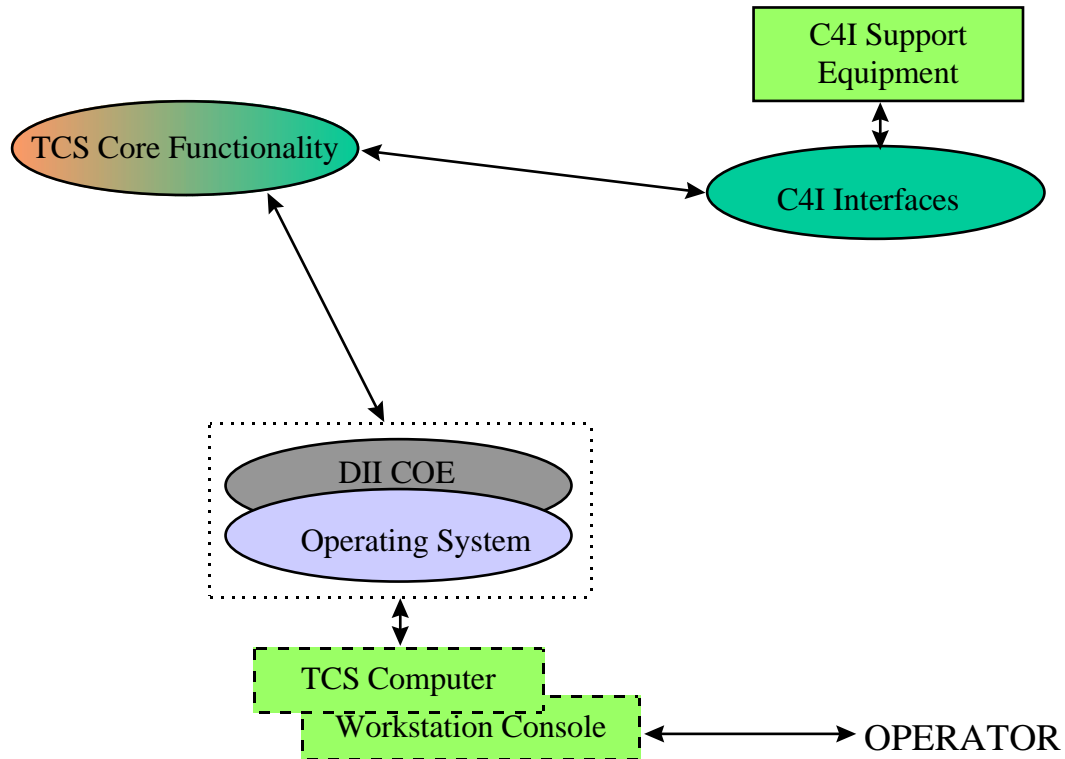 C4I Support
Equipment
TCS Core Functionality
C4I Interfaces
DII COE
Operating System
TCS Computer
Workstation Console
OPERATOR